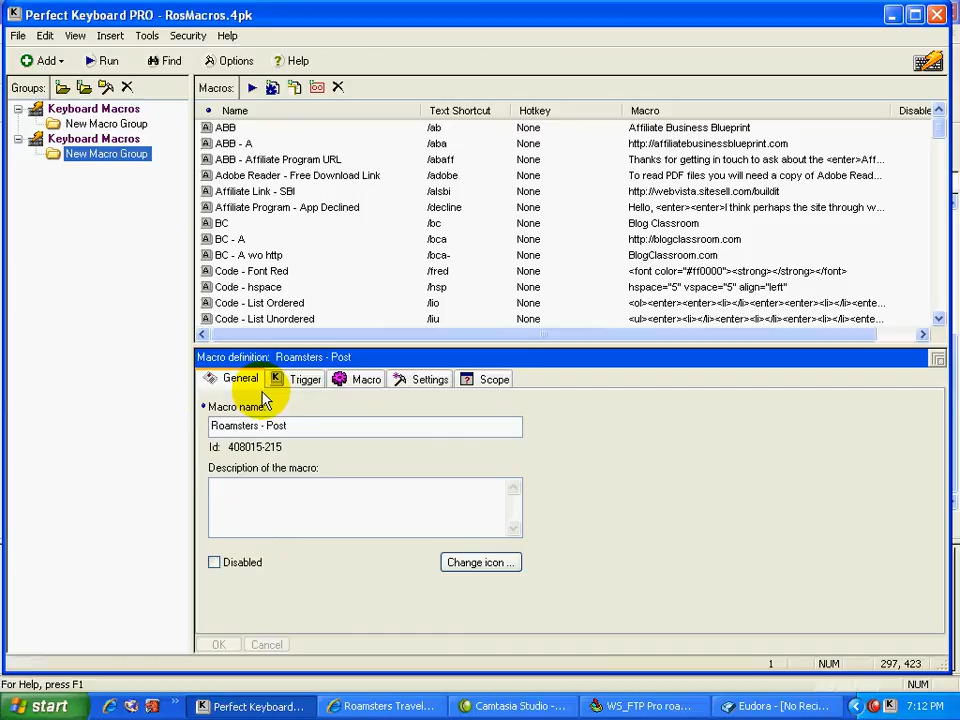 Perfect Keyboard PRO - RosMacros.4pk
File Edit View Insert Tools Security Help
Add Run Find Options Help
Groups: Macros:
Keyboard Macros
New Macro Group
Keyboard Macros
New Macro Group
Name Text Shortcut Hotkey Macro Disable
ABB /ab None Affiliate Business Blueprint
ABB - A /aba None http://affiliatebusinessblueprint.com
ABB - Affiliate Program URL /abaff None Thanks for getting in touch to ask about the <enter>Aff...
Adobe Reader - Free Download Link /adobe None To read PDF files you will need a copy of Adobe Read...
Affiliate Link - SBI /alsbi None http://webvista.sitesell.com/buildit
Affiliate Program - App Declined /decline None Hello, <enter><enter>I think perhaps the site through w...
BC /bc None Blog Classroom
BC - A /bca None http://blogclassroom.com
BC - A wo http /bca- None BlogClassroom.com
Code - Font Red /fred None <font color="#ff0000"><strong></strong></font>
Code - hspace /hsp None hspace="5" vspace="5" align="left"
Code - List Ordered /lio None <ol><enter><enter><li></li><enter><enter><li></li><ente...
Code - List Unordered /liu None <ul><enter><li></li><enter><enter><li></li><enter><ente...
Macro definition: Roamsters - Post
General Trigger Macro Settings Scope
Macro name:
Roamsters - Post
Id: 408015-215
Description of the macro:
Disabled Change icon ...
OK Cancel
1 NUM 297, 423
For Help, press F1 NUM
start Perfect Keyboard... Roamsters Travel... Camtasia Studio - ... WS_FTP Pro roa... Eudora - [No Reci... 7:12 PM